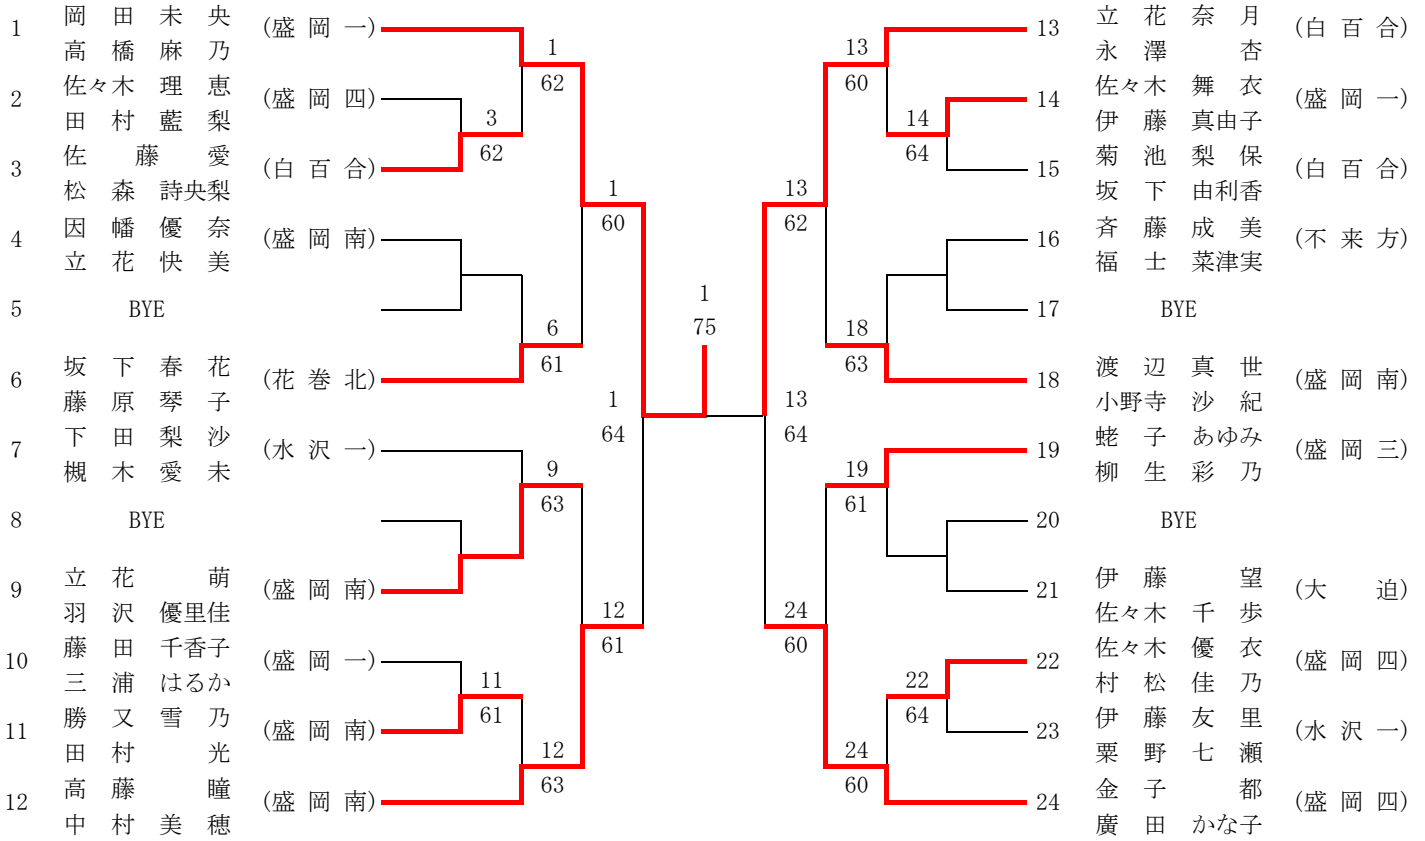 1 岡田未央 (盛岡一)
高橋麻乃
2 佐々木理恵 (盛岡四)
田村藍梨
3 佐藤愛 (白百合)
松森詩央梨
4 因幡優奈 (盛岡南)
立花快美
5 BYE
6 坂下春花 (花巻北)
藤原琴子
7 下田梨沙 (水沢一)
槻木愛未
8 BYE
9 立花萌 (盛岡南)
羽沢優里佳
10 藤田千香子 (盛岡一)
三浦はるか
11 勝又雪乃 (盛岡南)
田村光
12 高藤瞳 (盛岡南)
中村美穂
3
62
11
61
1
62
6
61
9
63
12
63
1
60
12
61
1
64
1
75
13
64
13
62
24
60
13
60
18
63
19
61
24
60
14
64
22
64
13 立花奈月 (白百合)
永澤杏
14 佐々木舞衣 (盛岡一)
伊藤真由子
15 菊池梨保 (白百合)
坂下由利香
16 斉藤成美 (不来方)
福士菜津実
17 BYE
18 渡辺真世 (盛岡南)
小野寺沙紀
19 蛯子あゆみ (盛岡三)
柳生彩乃
20 BYE
21 伊藤望 (大迫)
佐々木千歩
22 佐々木優衣 (盛岡四)
村松佳乃
23 伊藤友里 (水沢一)
粟野七瀬
24 金子都 (盛岡四)
廣田かな子